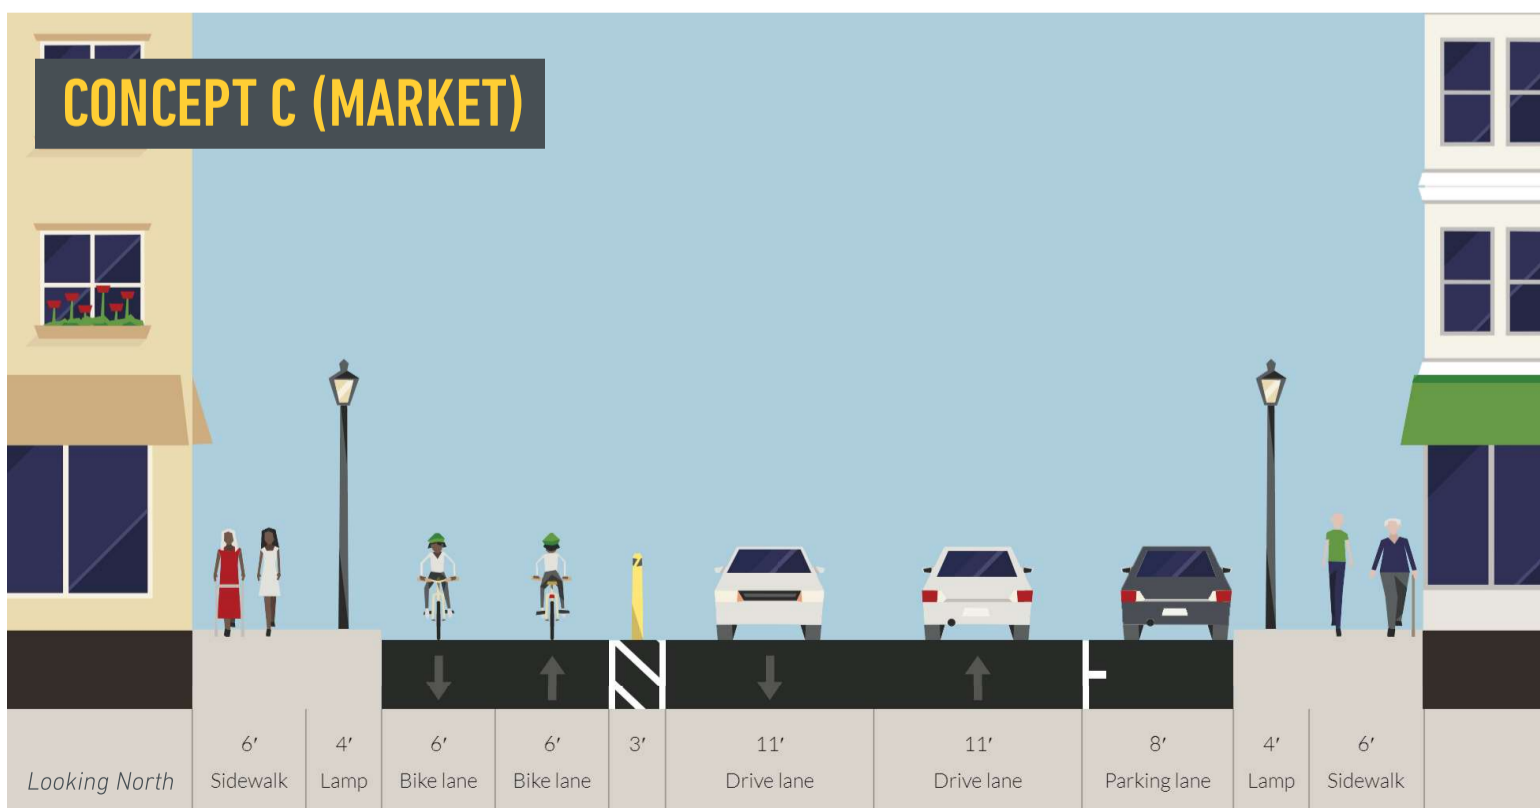 CONCEPT C (MARKET)
6′ 4′ 6′ 6′ 3′ 11′ 11′ 8′ 4′ 6′
Looking North Sidewalk Lamp Bike lane Bike lane Drive lane Drive lane Parking lane Lamp Sidewalk